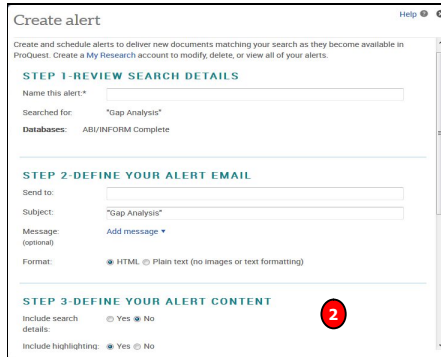 Create alert
Help
Create and schedule alerts to deliver new documents matching your search as they become available in
ProQuest. Create a My Research account to modify, delete, or view all of your alerts.
STEP 1-REVIEW SEARCH DETAILS
Name this alert:*
Searched for: "Gap Analysis"
Databases: ABI/INFORM Complete
STEP 2-DEFINE YOUR ALERT EMAIL
Send to:
Subject: "Gap Analysis"
Message: Add message
(optional)
Format: HTML Plain text (no images or text formatting)
STEP 3-DEFINE YOUR ALERT CONTENT
2
Include search Yes No
details:
Include highlighting: Yes No